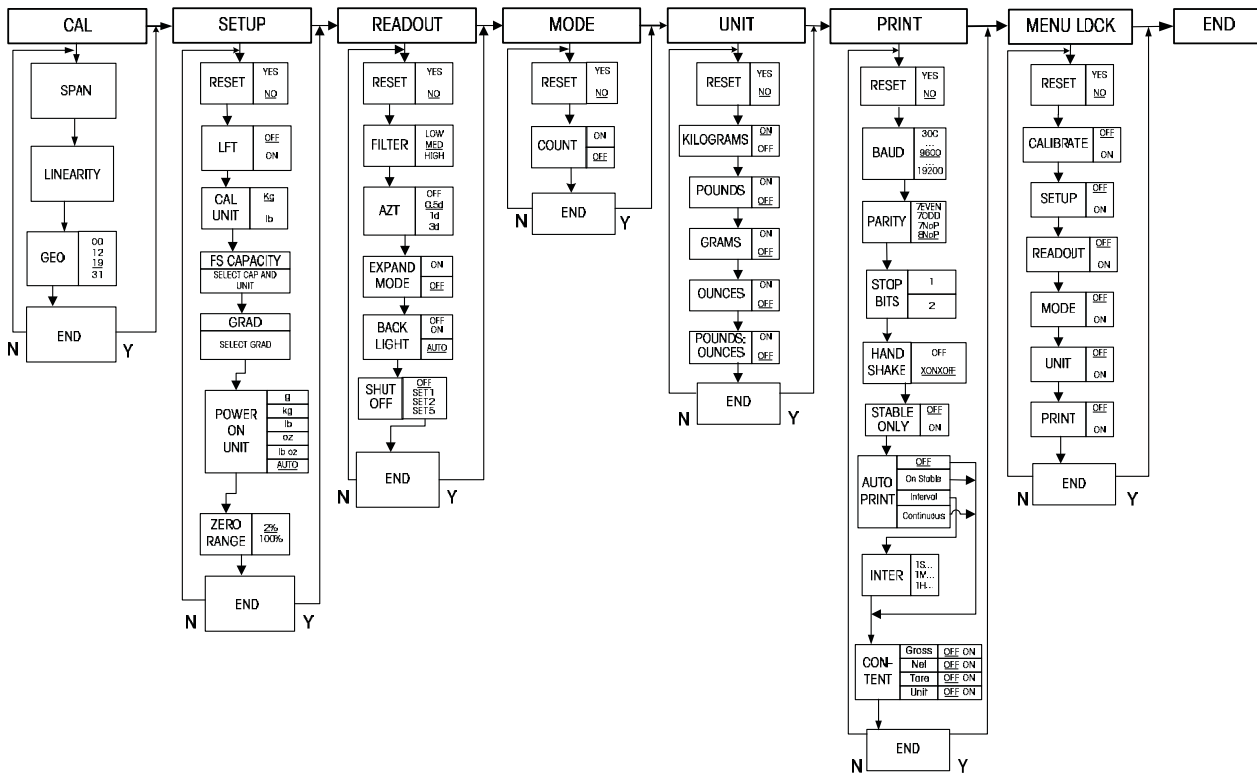 CAL
SPAN
LINEARITY
GEO
00
12
19
31
END
N
Y
SETUP
RESET
YES
NO
LFT
OFF
ON
CAL
UNIT
Kg
lb
FS CAPACITY
SELECT CAP AND
UNIT
GRAD
SELECT GRAD
POWER
ON
UNIT
g
kg
lb
oz
lb oz
AUTO
ZERO
RANGE
2%
100%
END
N
Y
READOUT
RESET
YES
NO
FILTER
LOW
MED
HIGH
AZT
OFF
0.5d
1d
3d
EXPAND
MODE
ON
OFF
BACK
LIGHT
OFF
ON
AUTO
SHUT
OFF
OFF
SET1
SET2
SET5
END
N
Y
MODE
RESET
YES
NO
COUNT
ON
OFF
END
N
Y
UNIT
RESET
YES
NO
KILOGRAMS
ON
OFF
POUNDS
ON
OFF
GRAMS
ON
OFF
OUNCES
ON
OFF
POUNDS:
OUNCES
ON
OFF
END
N
Y
PRINT
RESET
YES
NO
BAUD
300
...
9600
...
19200
PARITY
7EVEN
7ODD
7NoP
8NoP
STOP
BITS
1
2
HAND
SHAKE
OFF
XONXOFF
STABLE
ONLY
OFF
ON
AUTO
PRINT
OFF
On Stable
Interval
Continuous
INTER
1S...
1M...
1H...
CON-
TENT
Gross OFF ON
Net OFF ON
Tare OFF ON
Unit OFF ON
END
N
Y
MENU LOCK
RESET
YES
NO
CALIBRATE
OFF
ON
SETUP
OFF
ON
READOUT
OFF
ON
MODE
OFF
ON
UNIT
OFF
ON
PRINT
OFF
ON
END
N
Y
END